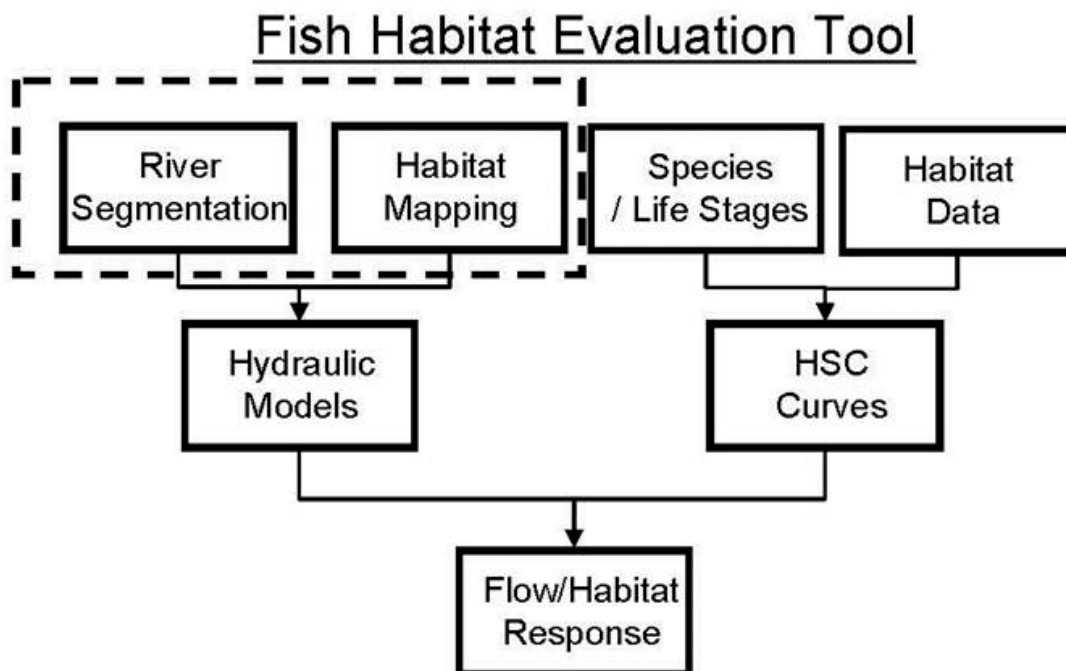 Fish Habitat Evaluation Tool
River
Segmentation
Habitat
Mapping
Species
/ Life Stages
Habitat
Data
Hydraulic
Models
HSC
Curves
Flow/Habitat
Response